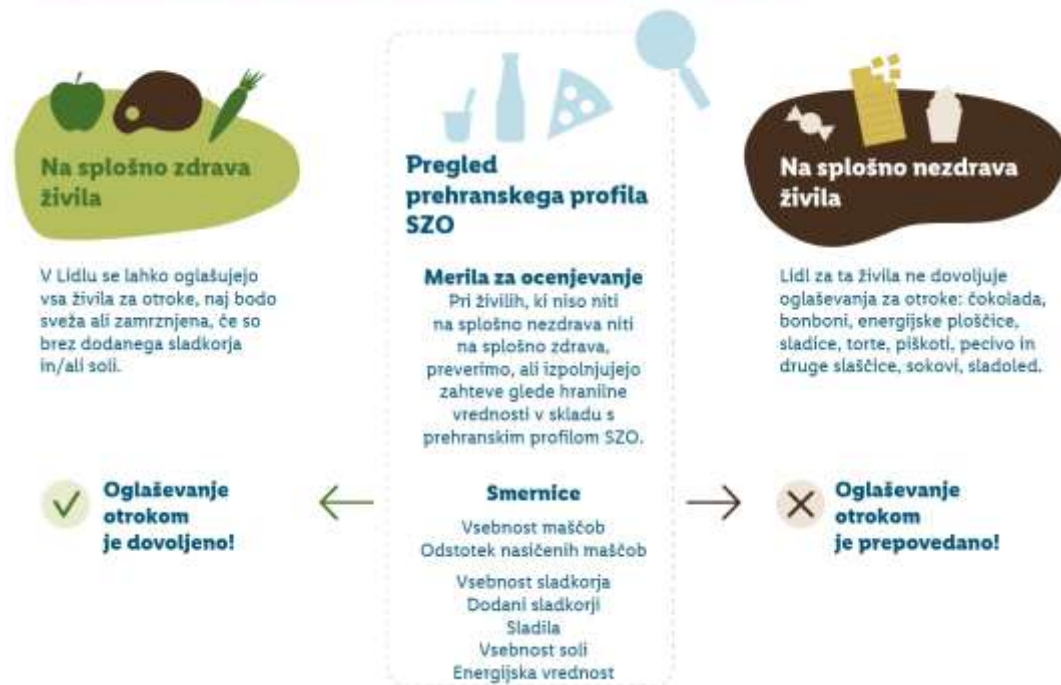 Na splošno zdrava
živila
V Lidlu se lahko oglašujejo
vsa živila za otroke, naj bodo
sveža ali zamrznjena, če so
brez dodanega sladkorja
in/ali soli.
Oglaševanje
otrokom
je dovoljeno!
Pregled
prehranskega profila
SZO
Merila za ocenjevanje
Pri živilih, ki niso niti
na splošno nezdrava niti
na splošno zdrava,
preverimo, ali izpolnjujejo
zahteve glede hranilne
vrednosti v skladu s
prehranskim profilom SZO.
Smernice
Vsebnost maščob
Odstotek nasičenih maščob
Vsebnost sladkorja
Dodani sladkorji
Sladila
Vsebnost soli
Energijska vrednost
Na splošno nezdrava
živila
Lidl za ta živila ne dovoljuje
oglaševanja za otroke: čokolada,
bonboni, energijske ploščice,
sladice, torte, piškoti, pecivo in
druge slaščice, sokovi, sladoled.
Oglaševanje
otrokom
je prepovedano!